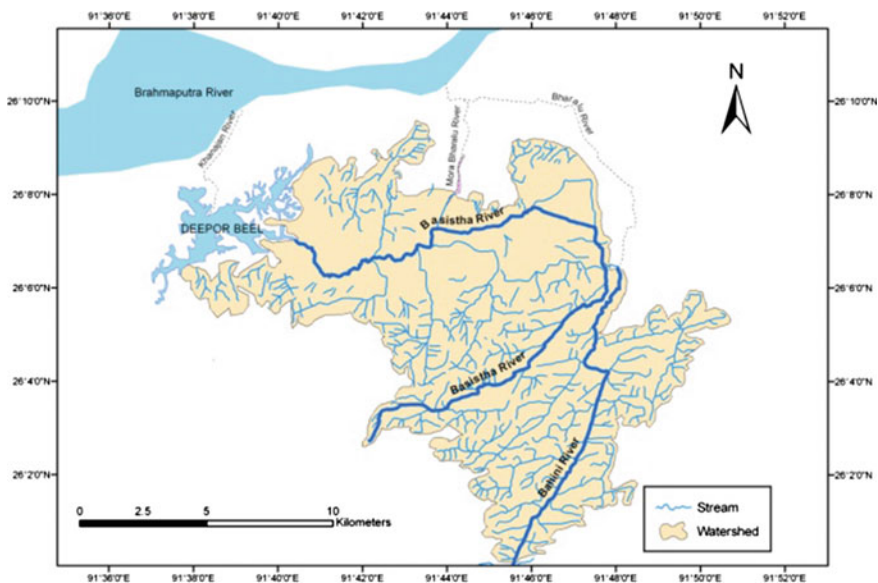 91°36'0"E 91°38'0"E 91°40'0"E 91°42'0"E 91°44'0"E 91°46'0"E 91°48'0"E 91°50'0"E 91°52'0"E
Brahmaputra River
N
26°10'0"N 26°10'0"N
Khanajan River
Mora Bharalu River
Bharalu River
26°8'0"N 26°8'0"N
DEEPOR BEEL
Basistha River
26°6'0"N 26°6'0"N
26°4'0"N 26°4'0"N
Basistha River
26°2'0"N 26°2'0"N
Bahini River
0 2.5 5 10
Kilometers
Stream
Watershed
91°36'0"E 91°38'0"E 91°40'0"E 91°42'0"E 91°44'0"E 91°46'0"E 91°48'0"E 91°50'0"E 91°52'0"E